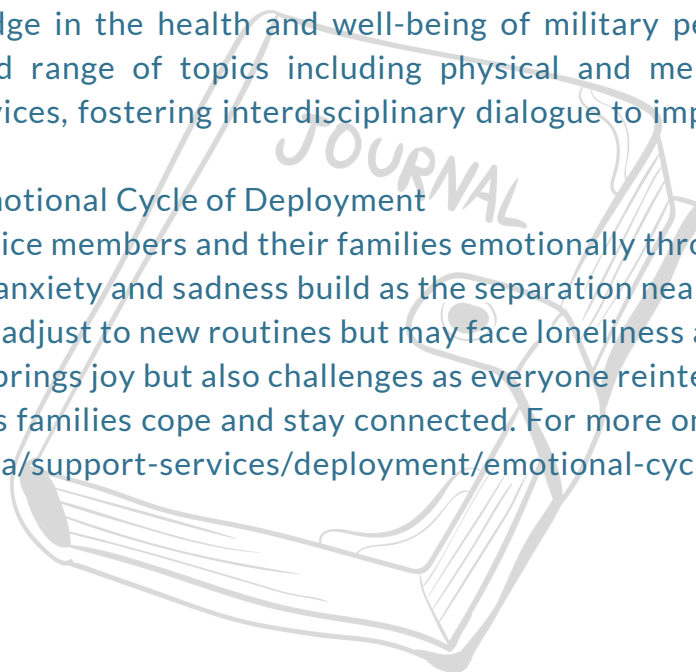 dge in the health and well-being of military pe
d range of topics including physical and me
vices, fostering interdisciplinary dialogue to imp
JOURNAL
otional Cycle of Deployment
ice members and their families emotionally thro
anxiety and sadness build as the separation nea
adjust to new routines but may face loneliness a
brings joy but also challenges as everyone reinte
s families cope and stay connected. For more on
a/support-services/deployment/emotional-cyc